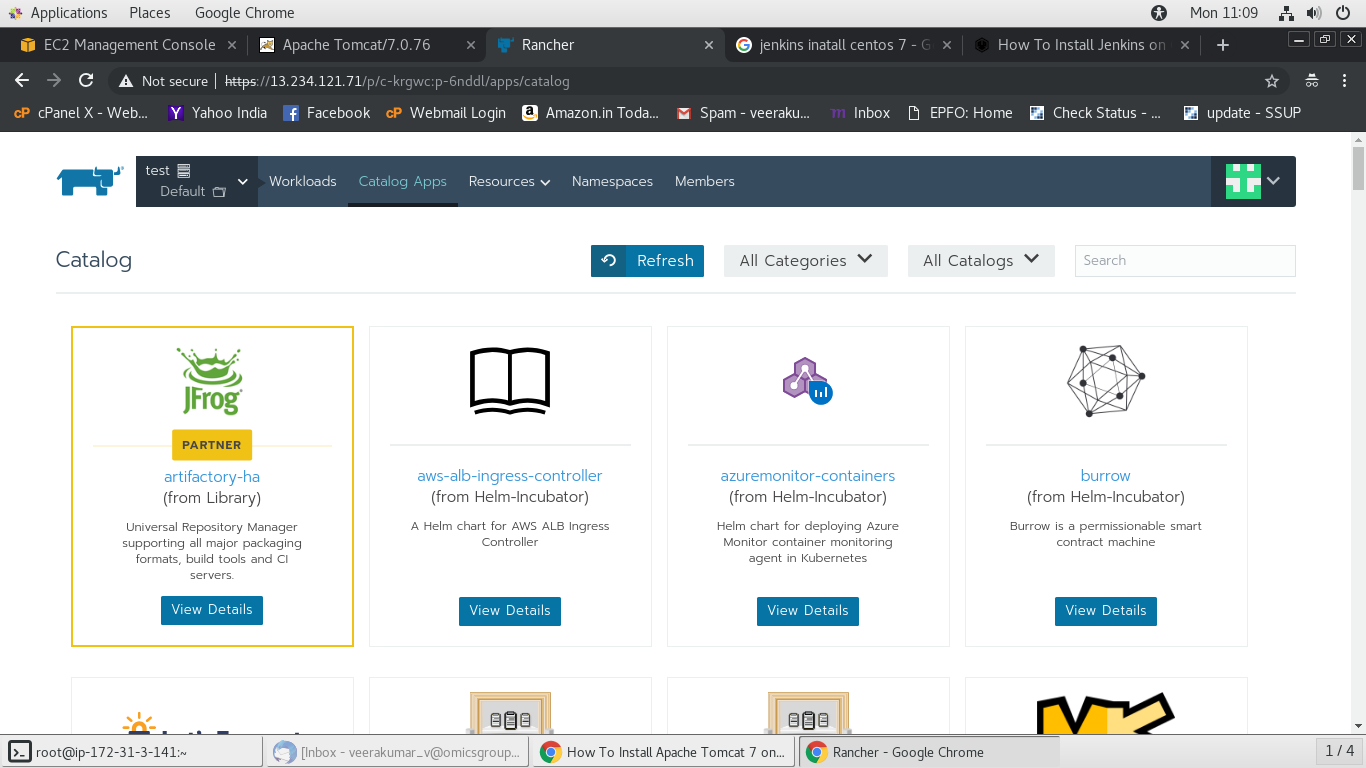 Applications Places Google Chrome Mon 11:09
EC2 Management Console
Apache Tomcat/7.0.76
Rancher
jenkins inatall centos 7 - G
How To Install Jenkins on
Not secure https://13.234.121.71/p/c-krgwc:p-6nddl/apps/catalog
cP cPanel X - Web... Yahoo India Facebook cP Webmail Login Amazon.in Toda... Spam - veeraku... m Inbox EPFO: Home Check Status - ... update - SSUP
test
Default
Workloads Catalog Apps Resources Namespaces Members
Catalog
Refresh
All Categories
All Catalogs
Search
JFrog
PARTNER
artifactory-ha
(from Library)
Universal Repository Manager
supporting all major packaging
formats, build tools and CI
servers.
View Details
aws-alb-ingress-controller
(from Helm-Incubator)
A Helm chart for AWS ALB Ingress
Controller
View Details
azuremonitor-containers
(from Helm-Incubator)
Helm chart for deploying Azure
Monitor container monitoring
agent in Kubernetes
View Details
burrow
(from Helm-Incubator)
Burrow is a permissionable smart
contract machine
View Details
root@ip-172-31-3-141:~
[Inbox - veerakumar_v@omicsgroup...
How To Install Apache Tomcat 7 on...
Rancher - Google Chrome
1 / 4